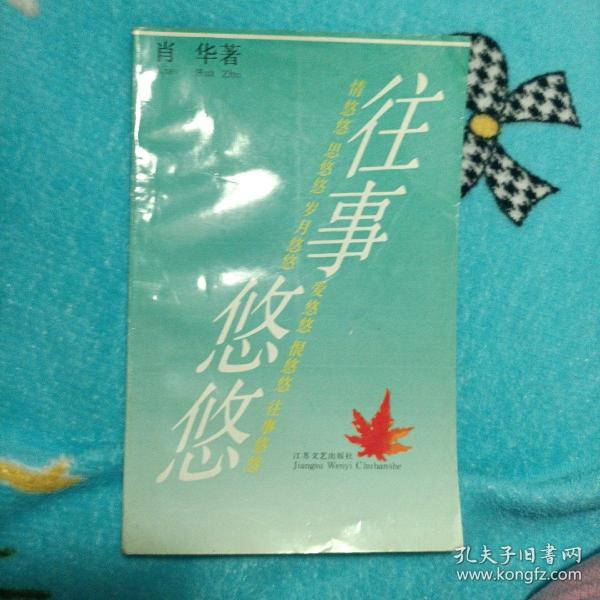 肖 华著
Xiao Hua Zhu
往事悠悠
情悠悠 思悠悠 岁月悠悠 爱悠悠 恨悠悠 往事悠悠
江苏文艺出版社
Jiangsu Wenyi Chubanshe
孔夫子旧书网
www.kongfz.com